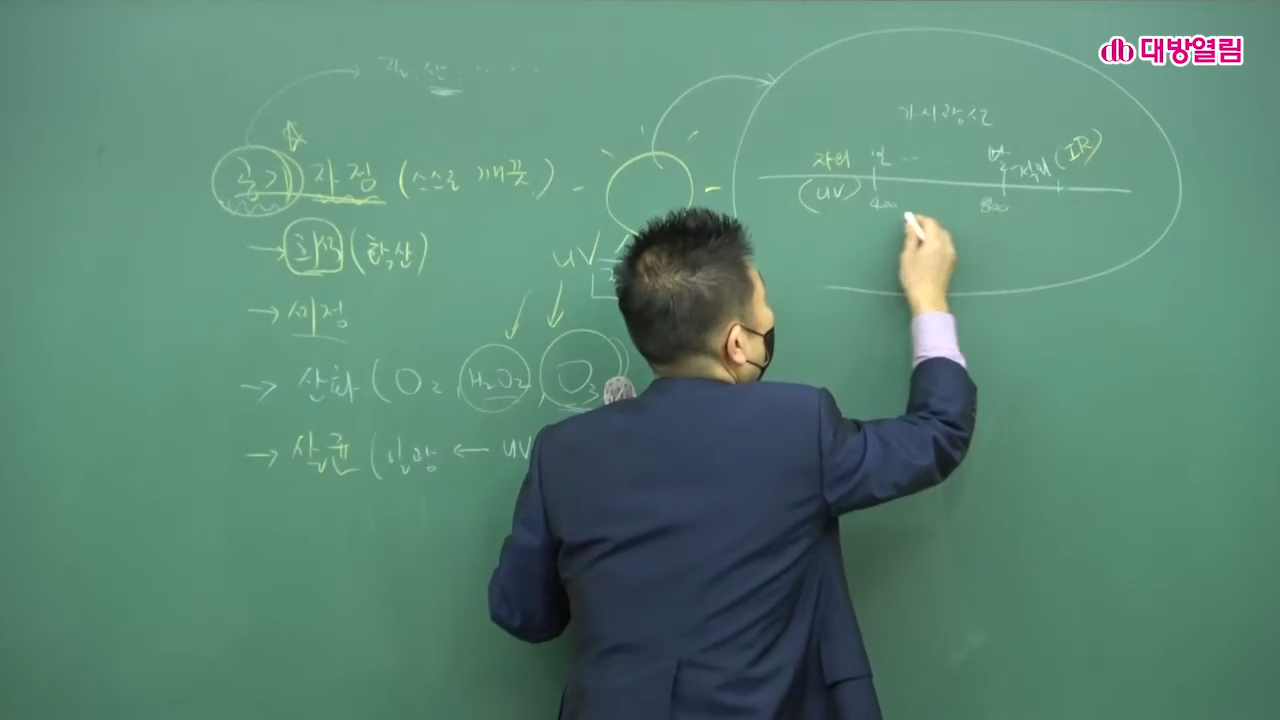 대방열림
강, 산, ......
공기 자정 (스스로 깨끗)
→ 희석 (확산)
→ 세정
→ 산화 (O₂, H₂O₂, O₃
→ 살균 (일광 ← UV
UV
가시광선
자외 빨 적외 (IR)
(UV) 400 800